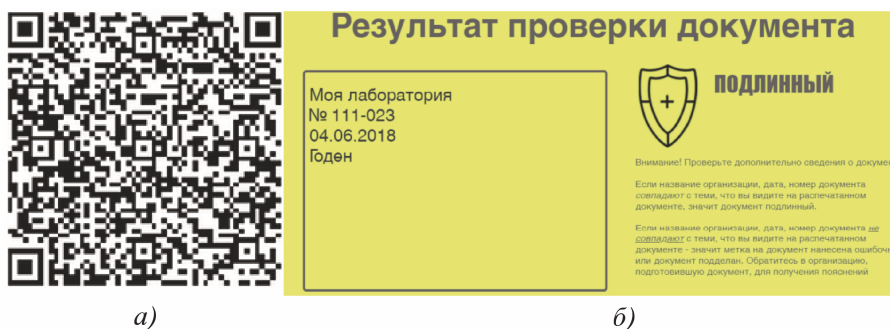 Результат проверки документа
Моя лаборатория
№ 111-023
04.06.2018
Годен
ПОДЛИННЫЙ
Внимание! Проверьте дополнительно сведения о докумен
Если название организации, дата, номер документа
совпадают с теми, что вы видите на распечатанном
документе, значит документ подлинный.
Если название организации, дата, номер документа не
совпадают с теми, что вы видите на распечатанном
документе - значит метка на документ нанесена ошибочн
или документ подделан. Обратитесь в организацию,
подготовившую документ, для получения пояснений
а)
б)